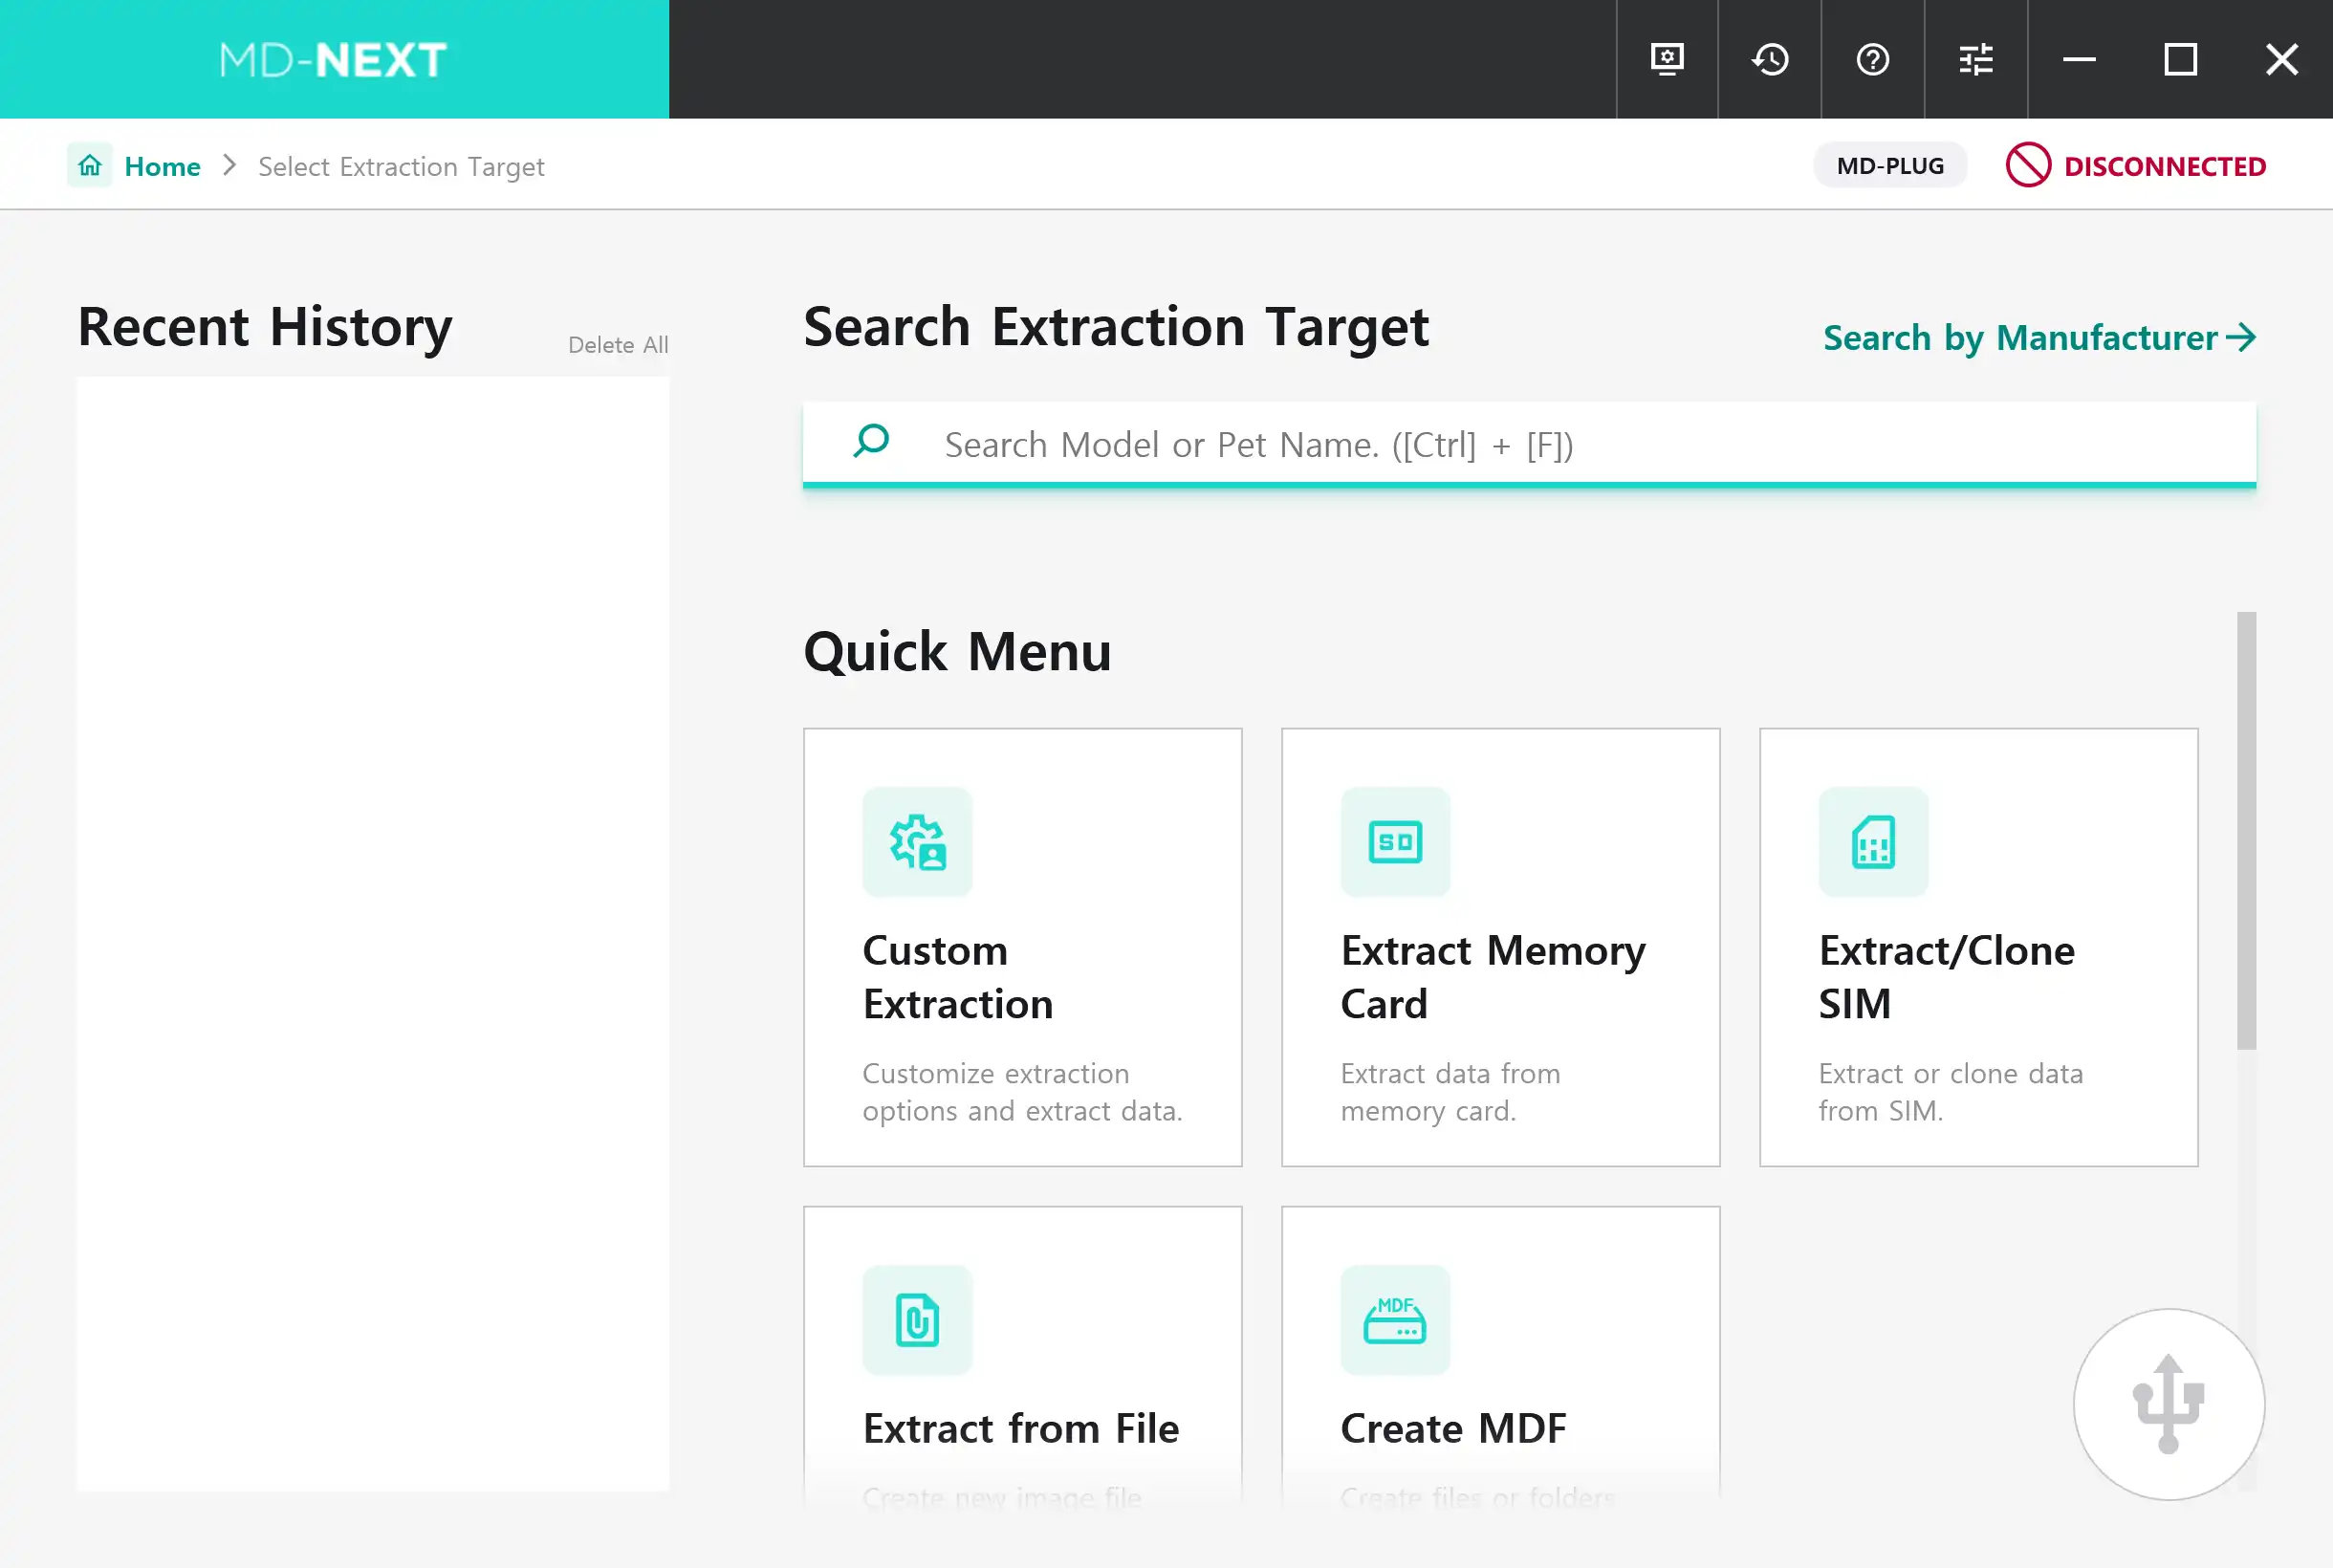 MD-NEXT
Home
Select Extraction Target
MD-PLUG
DISCONNECTED
Recent History
Delete All
Search Extraction Target
Search by Manufacturer
Search Model or Pet Name. ([Ctrl] + [F])
Quick Menu
SD
Custom
Extraction
Customize extraction
options and extract data.
Extract Memory
Card
Extract data from
memory card.
Extract/Clone
SIM
Extract or clone data
from SIM.
Extract from File
Create new image file
MDF
Create MDF
Create files or folders